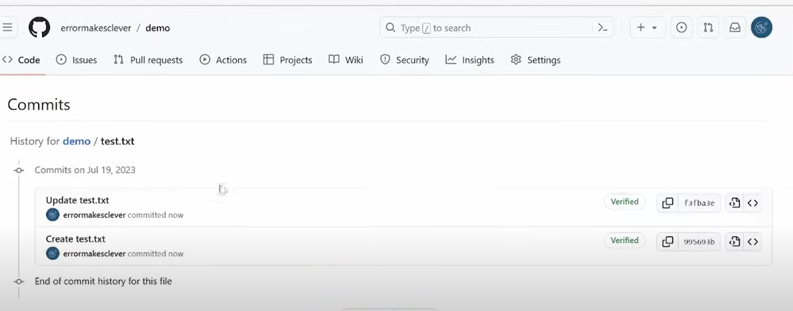 errormakesclever / demo
Type / to search
Code Issues Pull requests Actions Projects Wiki Security Insights Settings
Commits
History for demo / test.txt
Commits on Jul 19, 2023
Update test.txt
Verified
f3fba3e
errormakesclever committed now
Create test.txt
Verified
995693b
errormakesclever committed now
End of commit history for this file